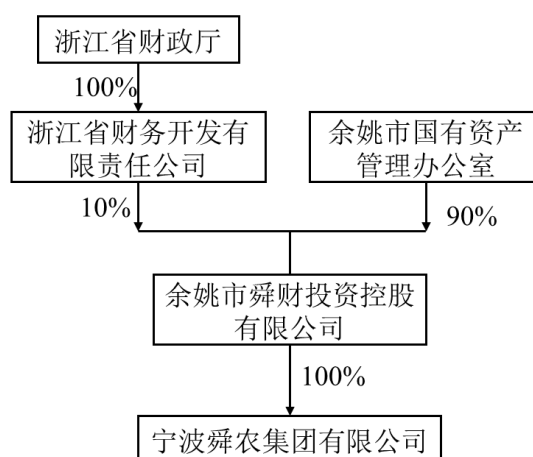 浙江省财政厅
100%
浙江省财务开发有
限责任公司
余姚市国有资产
管理办公室
10%
90%
余姚市舜财投资控股
有限公司
100%
宁波舜农集团有限公司